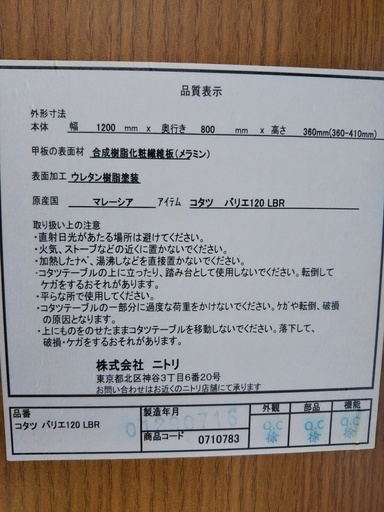 品質表示
外形寸法
本体 幅 1200 mm x 奥行き 800 mm x 高さ 360mm(360-410mm)
甲板の表面材 合成樹脂化粧繊維板(メラミン)
表面加工 ウレタン樹脂塗装
原産国 マレーシア アイテム コタツ バリエ120 LBR
取り扱い上の注意
・直射日光があたる場所は避けてください。
・火気、ストーブなどの近くに置かないでください。
・加熱したナベ、湯沸しなどを直接置かないでください。
・コタツテーブルの上に立ったり、踏み台として使用しないでください。転倒して
ケガをするおそれがあります。
・平らな所で使用してください。
・コタツテーブルの一部分に過度な荷重をかけないでください。ケガや転倒、破損
の原因となります。
・上にものをのせたままコタツテーブルを移動しないでください。落下して、
破損・ケガをするおそれがあります。
株式会社 ニトリ
東京都北区神谷3丁目6番20号
お問い合わせはお近くのニトリ店舗にて承ります
品番 製造年月 外観 部品 機能
コタツ バリエ120 LBR
商品コード 0710783
Q.C Q.C Q.C
徐 徐 徐